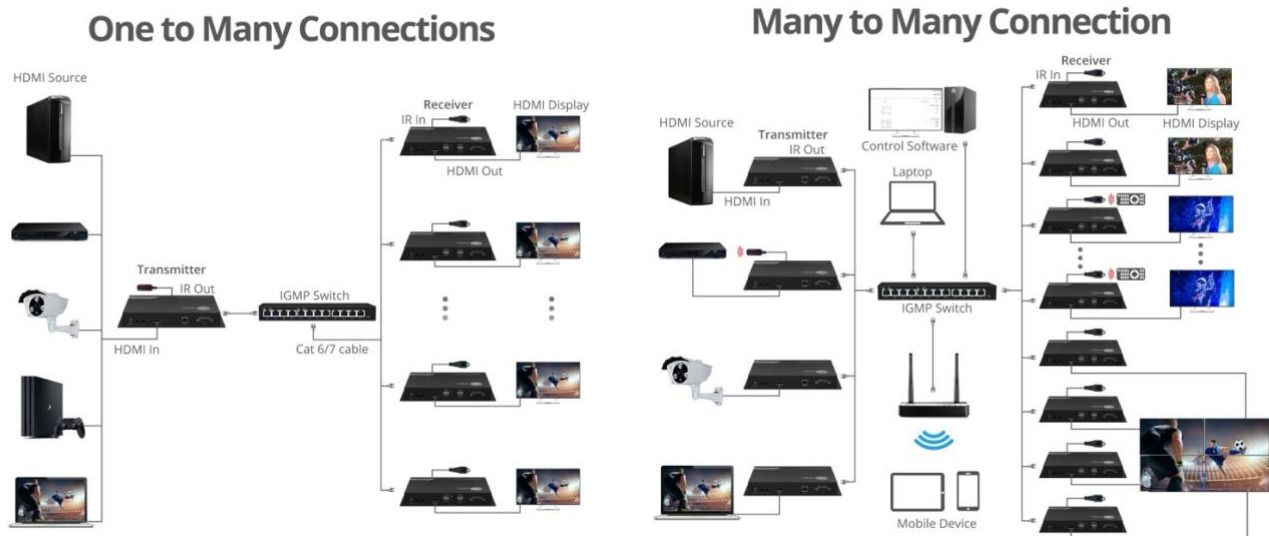 One to Many Connections
HDMI Source
Transmitter
IR Out
HDMI In
IGMP Switch
Cat 6/7 cable
Receiver
IR In
HDMI Out
HDMI Display
Many to Many Connection
HDMI Source
Transmitter
IR Out
HDMI In
Control Software
Laptop
IGMP Switch
Mobile Device
Receiver
IR In
HDMI Out
HDMI Display